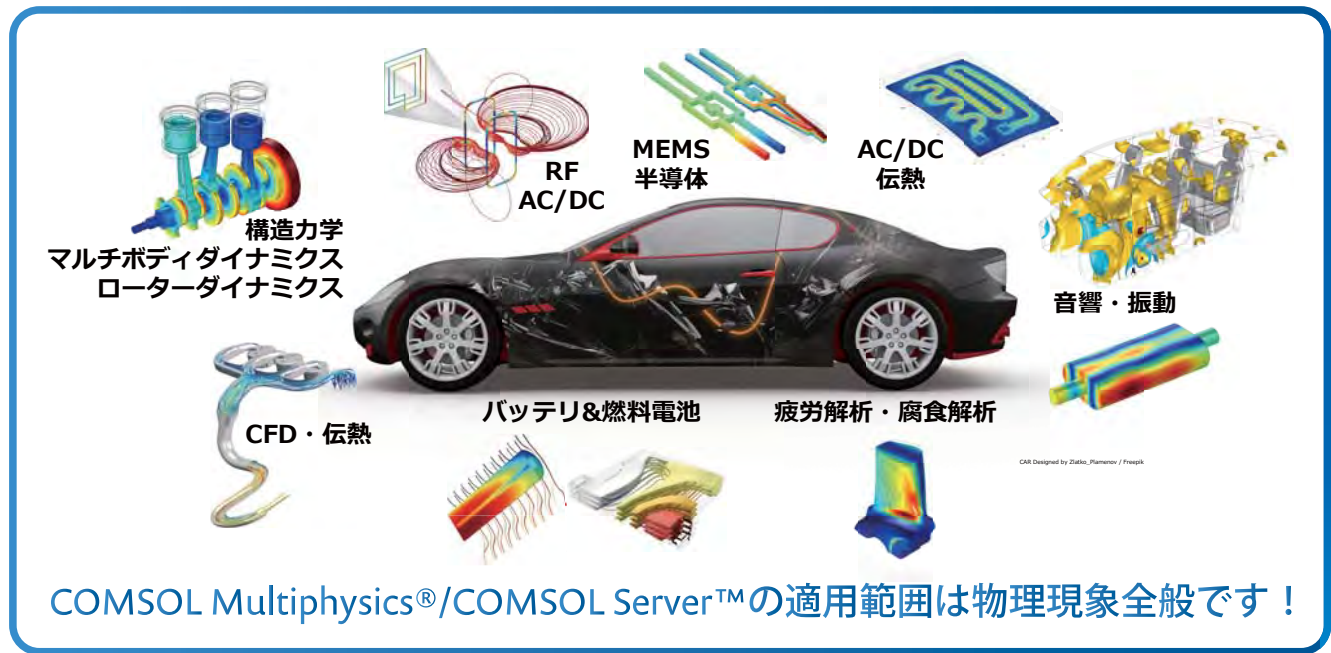 RF
AC/DC
MEMS
半導体
AC/DC
伝熱
構造力学
マルチボディダイナミクス
ローターダイナミクス
音響・振動
CFD・伝熱
バッテリ&燃料電池
疲労解析・腐食解析
CAR Designed by Zlatko_Plamenov / Freepik
COMSOL Multiphysics®/COMSOL Server™の適用範囲は物理現象全般です！